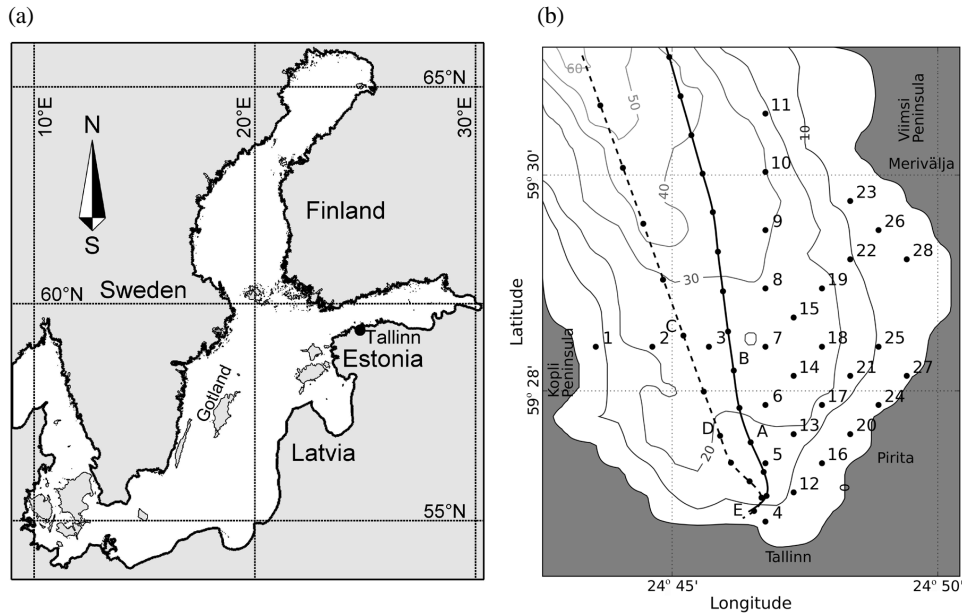 (a)
65°N
10°E
20°E
30°E
N
S
Finland
60°N
Sweden
Tallinn
Estonia
Gotland
Latvia
55°N
(b)
60
50
40
30
20
10
0
11
10
9
8
7
6
5
4
3
2
1
23
26
22
28
19
15
18
25
14
21
27
17
24
13
20
16
12
A
B
C
D
E
Viimsi
Peninsula
Merivälja
Kopli
Peninsula
Pirita
Tallinn
59° 30'
59° 28'
Latitude
24° 45'
24° 50'
Longitude